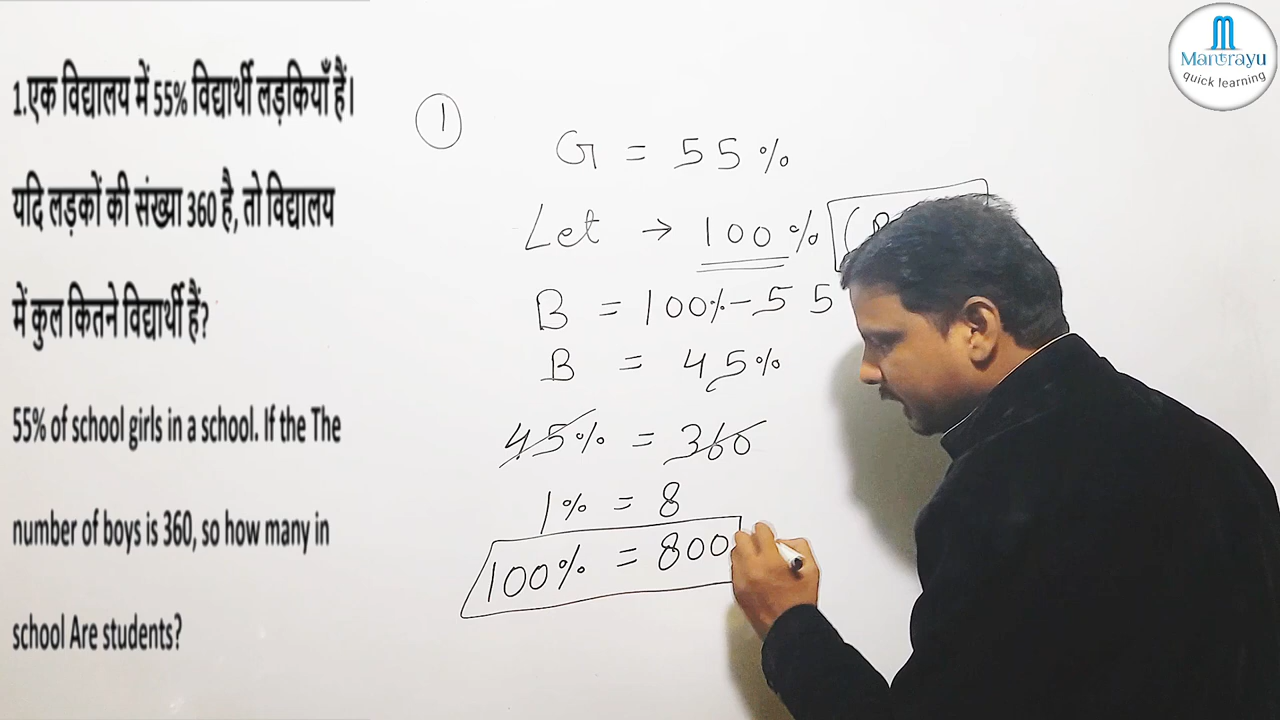 1.एक विद्यालय में 55% विद्यार्थी लड़कियाँ हैं।
यदि लड़कों की संख्या 360 है, तो विद्यालय
में कुल कितने विद्यार्थी हैं?
55% of school girls in a school. If the The
number of boys is 360, so how many in
school Are students?
1
G = 55%
Let → 100%
B = 100%-55
B = 45%
45% = 360
1% = 8
100% = 800
Mantrayu
quick learning